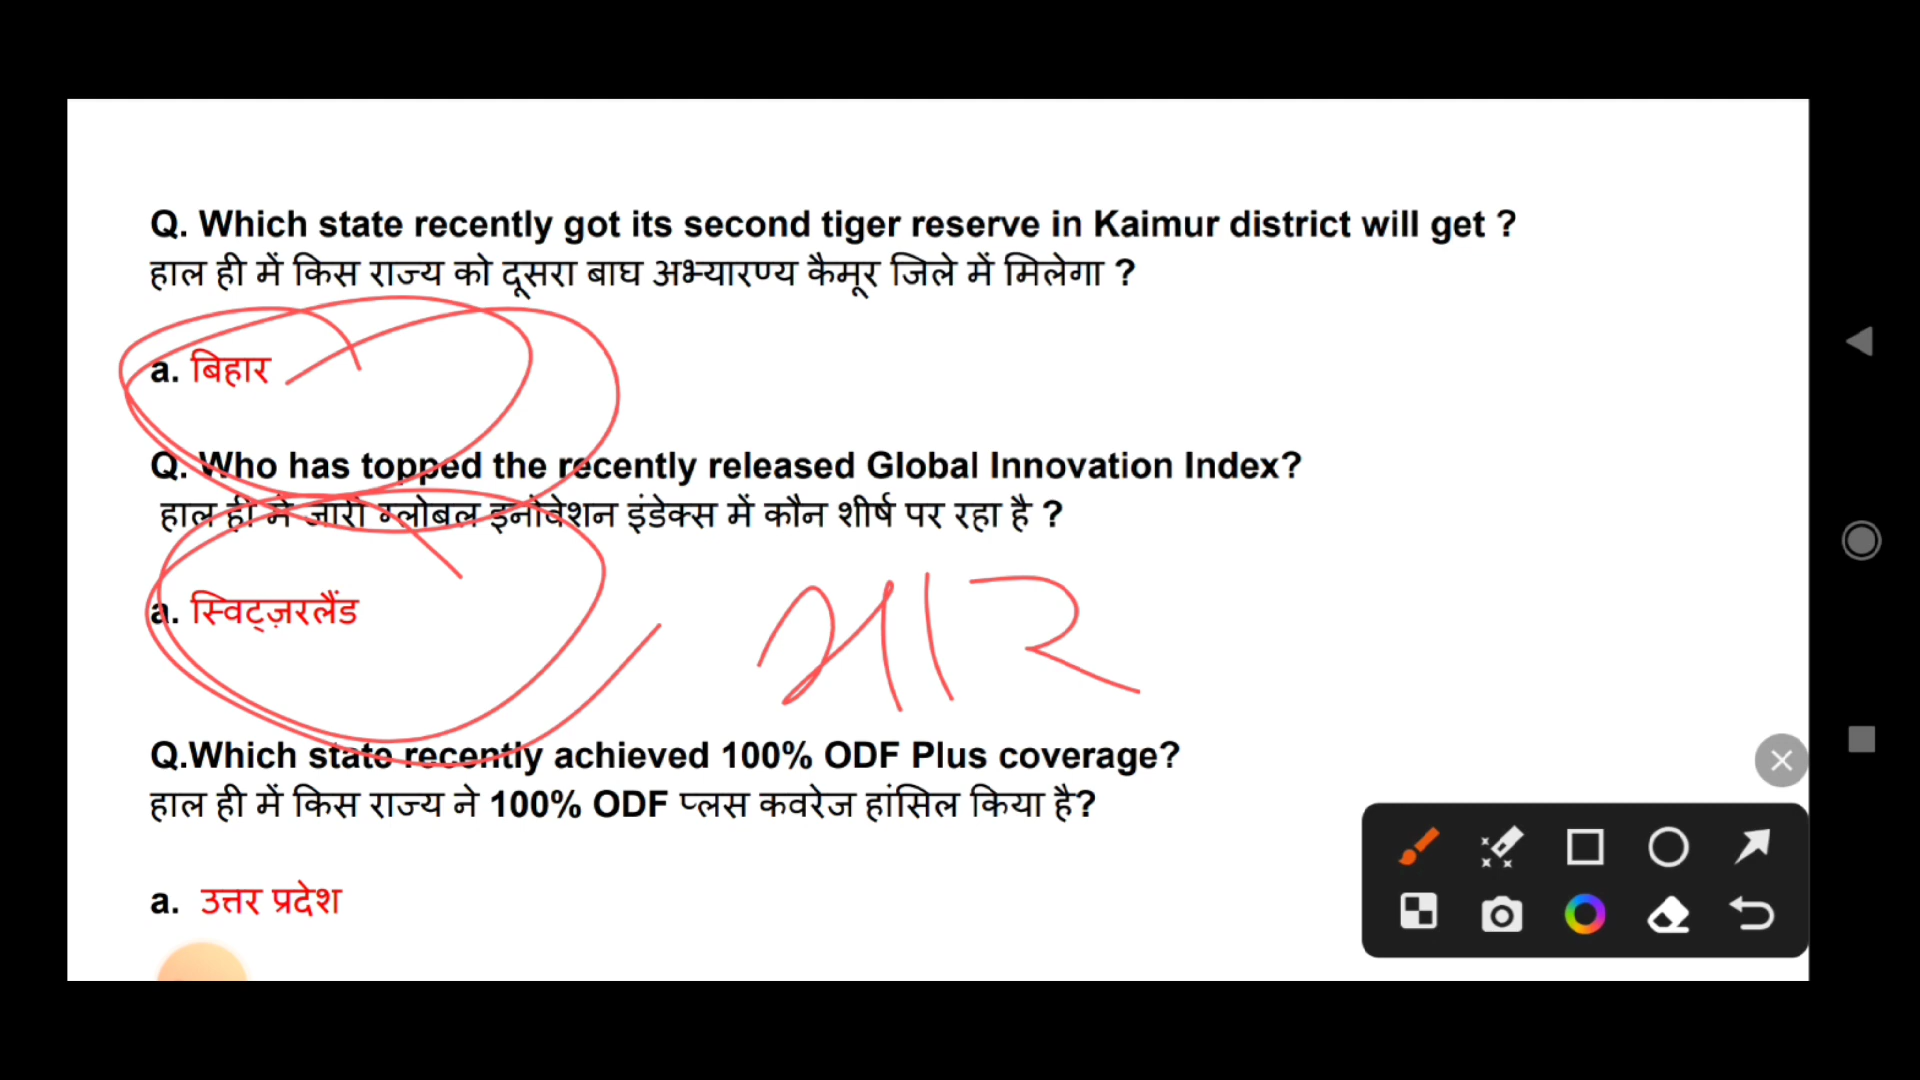 Q. Which state recently got its second tiger reserve in Kaimur district will get ?
हाल ही में किस राज्य को दूसरा बाघ अभ्यारण्य कैमूर जिले में मिलेगा ?
a. बिहार
Q. Who has topped the recently released Global Innovation Index?
हाल ही में जारी ग्लोबल इनोवेशन इंडेक्स में कौन शीर्ष पर रहा है ?
a. स्विट्ज़रलैंड
Q.Which state recently achieved 100% ODF Plus coverage?
हाल ही में किस राज्य ने 100% ODF प्लस कवरेज हांसिल किया है?
a. उत्तर प्रदेश